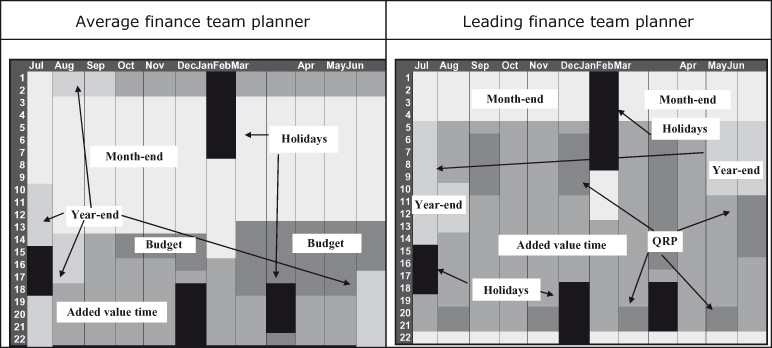 Average finance team planner
Leading finance team planner
Jul Aug Sep Oct Nov DecJanFebMar Apr MayJun
1
2
3
4
5
6
7
8
9
10
11
12
13
14
15
16
17
18
19
20
21
22
Month-end
Holidays
Year-end
Budget
Budget
Added value time
Jul Aug Sep Oct Nov DecJanFebMar Apr MayJun
1
2
3
4
5
6
7
8
9
10
11
12
13
14
15
16
17
18
19
20
21
22
Month-end
Month-end
Holidays
Year-end
Year-end
Added value time
QRP
Holidays